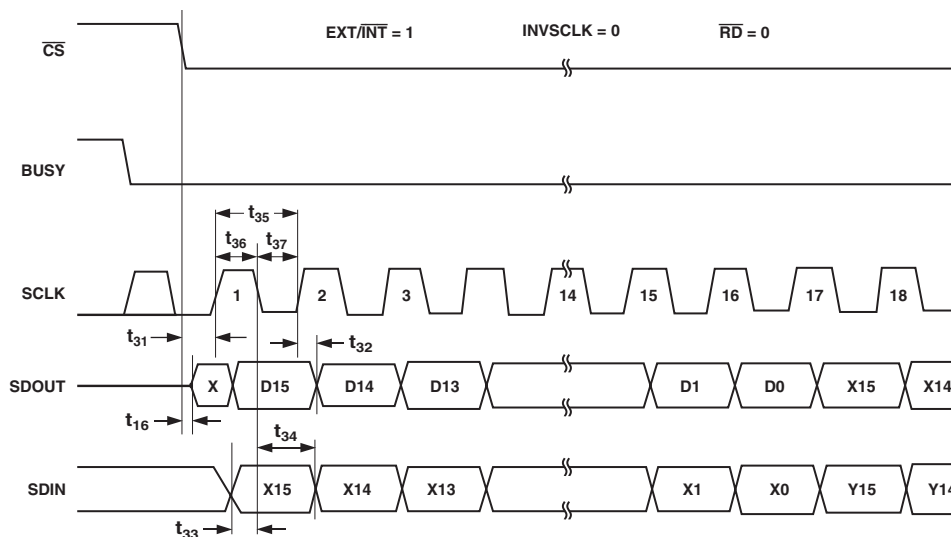 EXT/INT = 1 INVSCLK = 0 RD = 0
CS
BUSY
t35
t36 t37
SCLK 1 2 3 14 15 16 17 18
t31 t32
SDOUT X D15 D14 D13 D1 D0 X15 X14
t16 t34
SDIN X15 X14 X13 X1 X0 Y15 Y14
t33